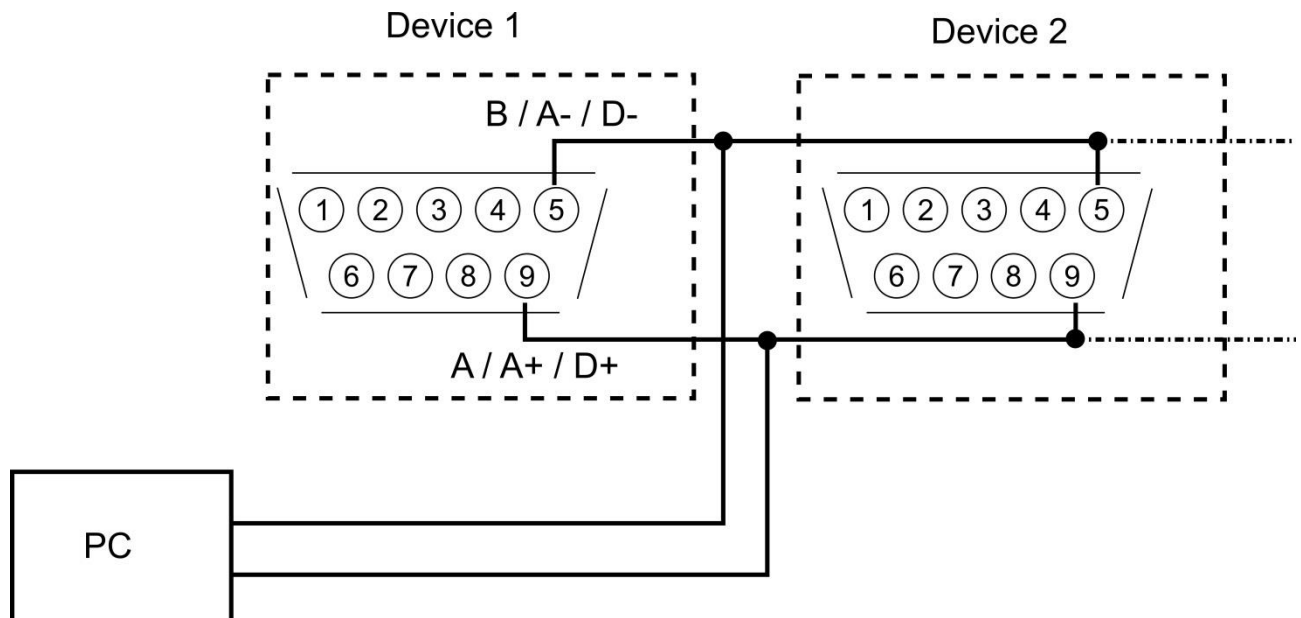 Device 1
Device 2
B / A- / D-
1 2 3 4 5
6 7 8 9
1 2 3 4 5
6 7 8 9
A / A+ / D+
PC